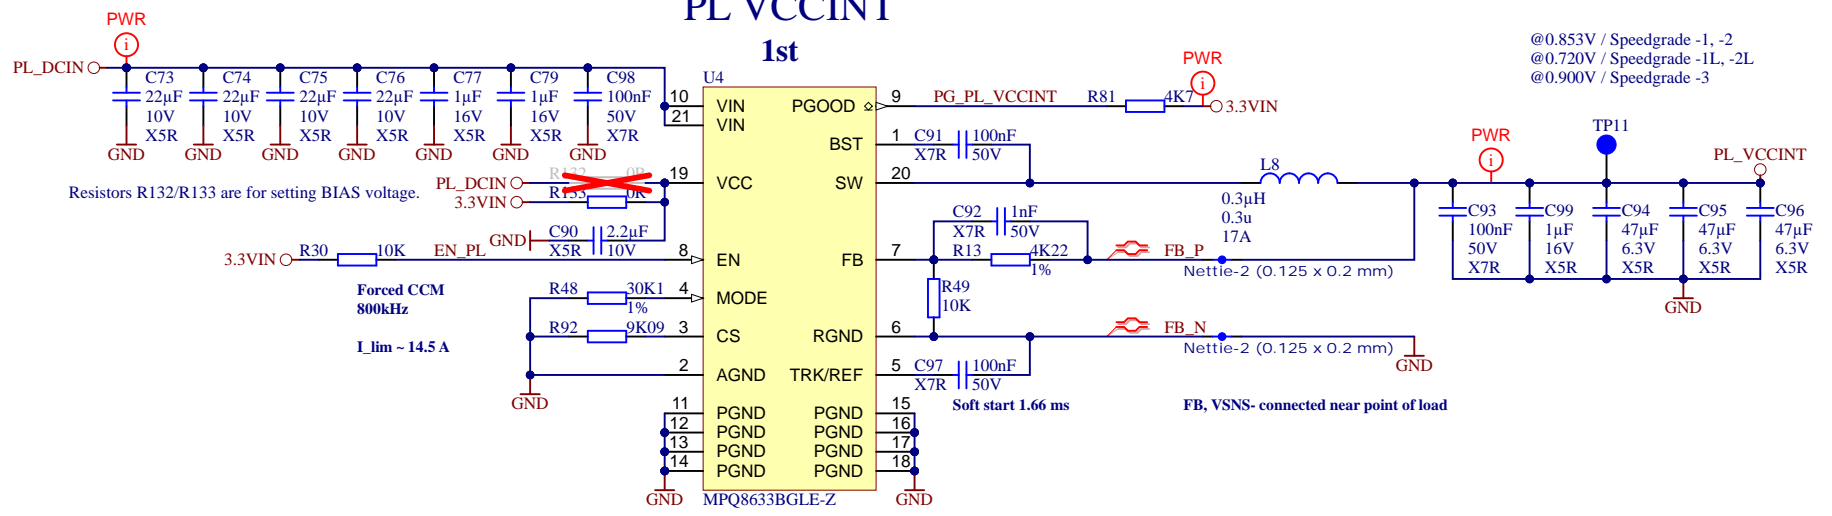 PL VCCINT
1st
PWR
i
PL_DCIN
C73
22µF
10V
X5R
GND
C74
22µF
10V
X5R
GND
C75
22µF
10V
X5R
GND
C76
22µF
10V
X5R
GND
C77
1µF
16V
X5R
GND
C79
1µF
16V
X5R
GND
C98
100nF
50V
X7R
GND
U4
10 VIN
21 VIN
19 VCC
8 EN
4 MODE
3 CS
2 AGND
11 PGND
12 PGND
13 PGND
14 PGND
PGOOD 9
BST 1
SW 20
FB 7
RGND 6
TRK/REF 5
PGND 15
PGND 16
PGND 17
PGND 18
MPQ8633BGLE-Z
GND
GND
Resistors R132/R133 are for setting BIAS voltage.
PL_DCIN
R132 0R
3.3VIN
R133 0R
GND
C90 2.2µF
X5R 10V
3.3VIN
R30 10K
EN_PL
Forced CCM
800kHz
I_lim ~ 14.5 A
R48 30K1
1%
R92 9K09
GND
PG_PL_VCCINT
R81 4K7
PWR
i
3.3VIN
C91 100nF
X7R 50V
L8
0.3µH
0.3u
17A
C92 1nF
X7R 50V
R13 4K22
1%
FB_P
Nettie-2 (0.125 x 0.2 mm)
R49
10K
FB_N
Nettie-2 (0.125 x 0.2 mm)
GND
C97 100nF
X7R 50V
Soft start 1.66 ms
FB, VSNS- connected near point of load
@0.853V / Speedgrade -1, -2
@0.720V / Speedgrade -1L, -2L
@0.900V / Speedgrade -3
PWR
i
TP11
PL_VCCINT
C93
100nF
50V
X7R
C99
1µF
16V
X5R
C94
47µF
6.3V
X5R
C95
47µF
6.3V
X5R
C96
47µF
6.3V
X5R
GND